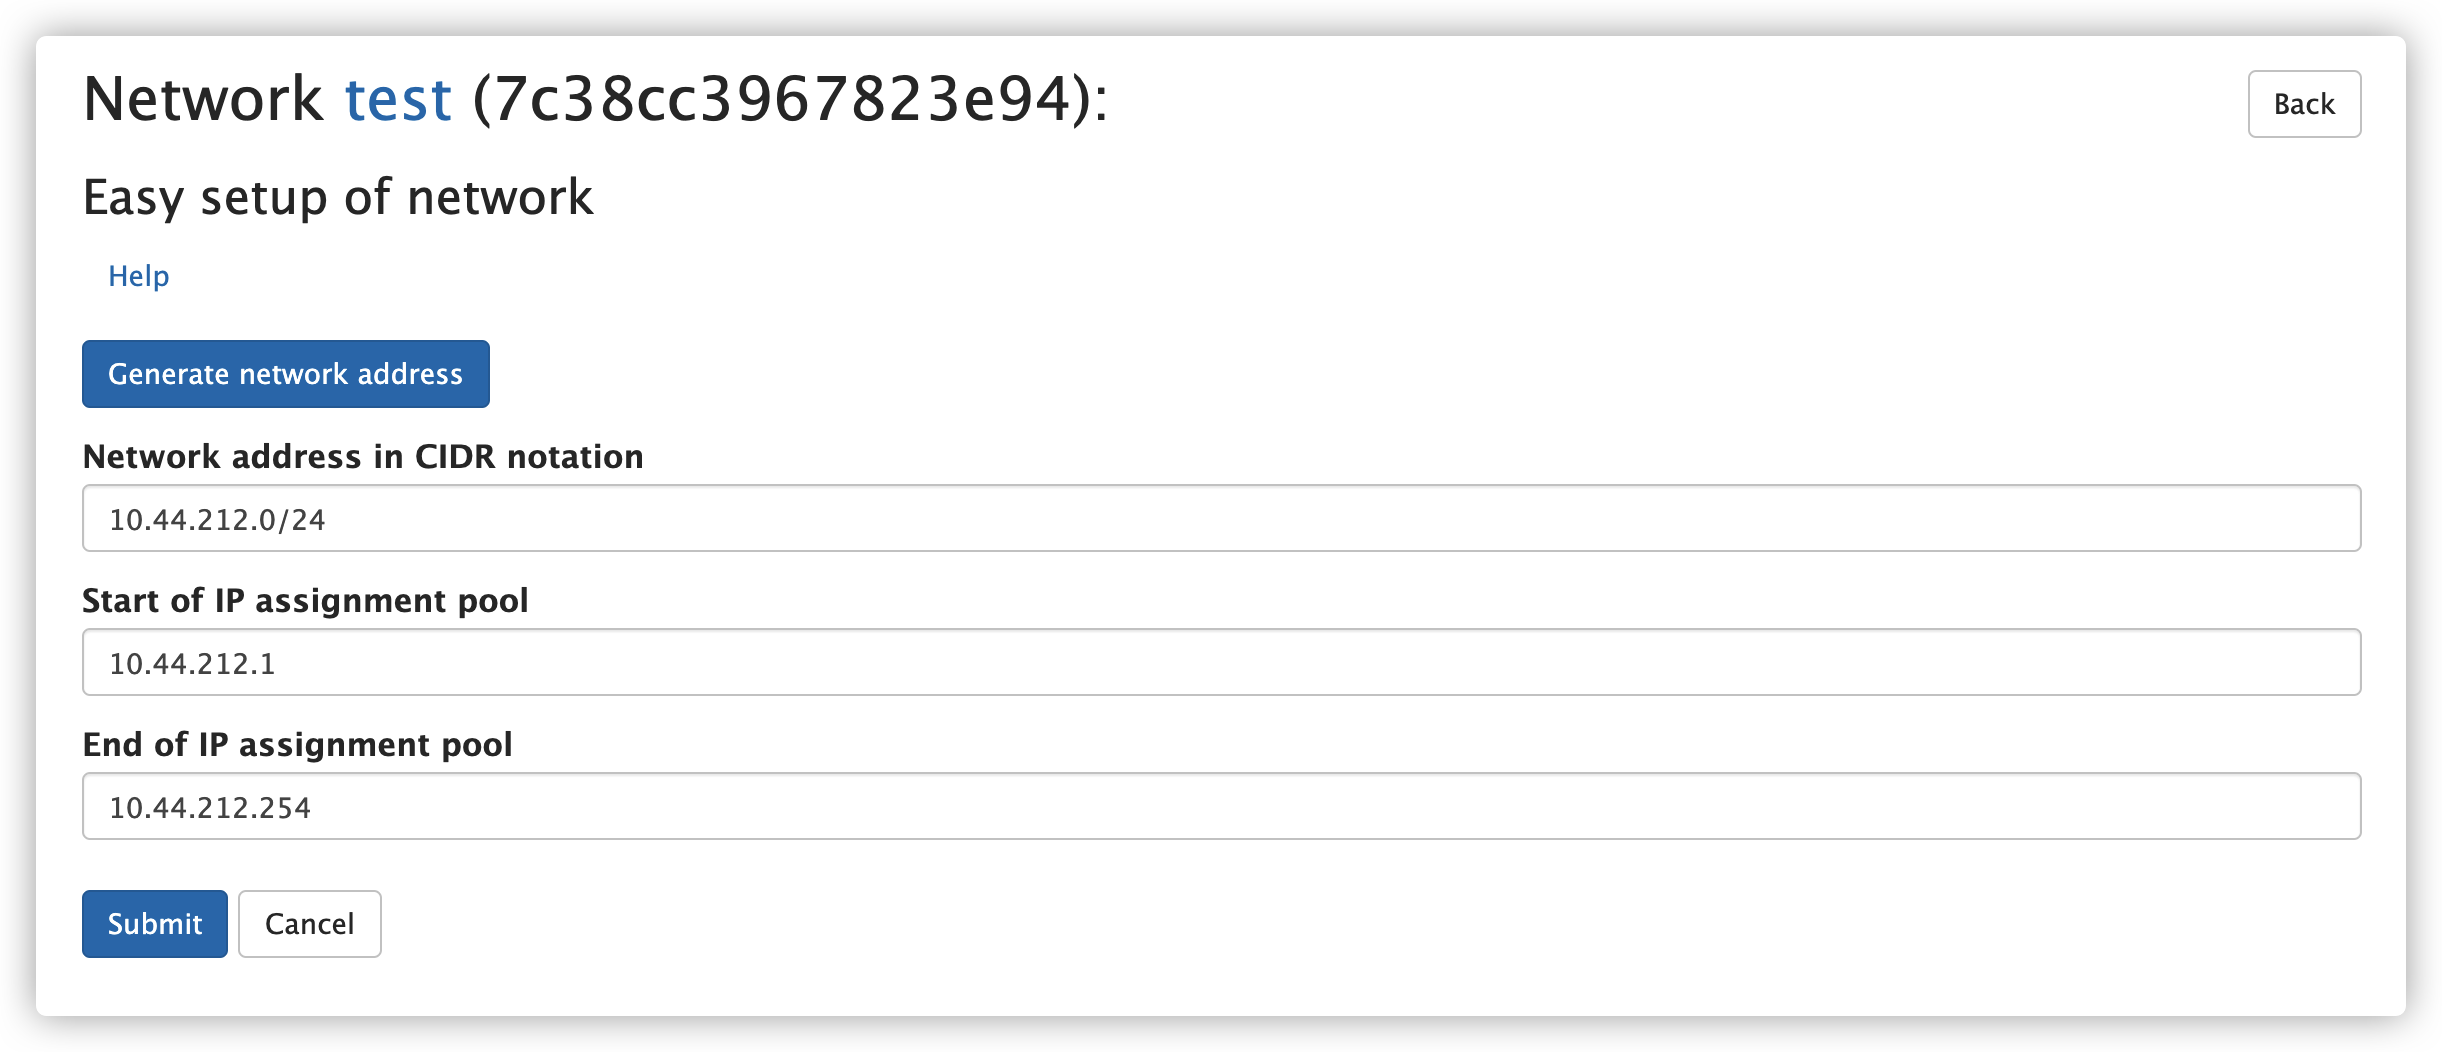 Network test (7c38cc3967823e94):
Back
Easy setup of network
Help
Generate network address
Network address in CIDR notation
10.44.212.0/24
Start of IP assignment pool
10.44.212.1
End of IP assignment pool
10.44.212.254
Submit Cancel